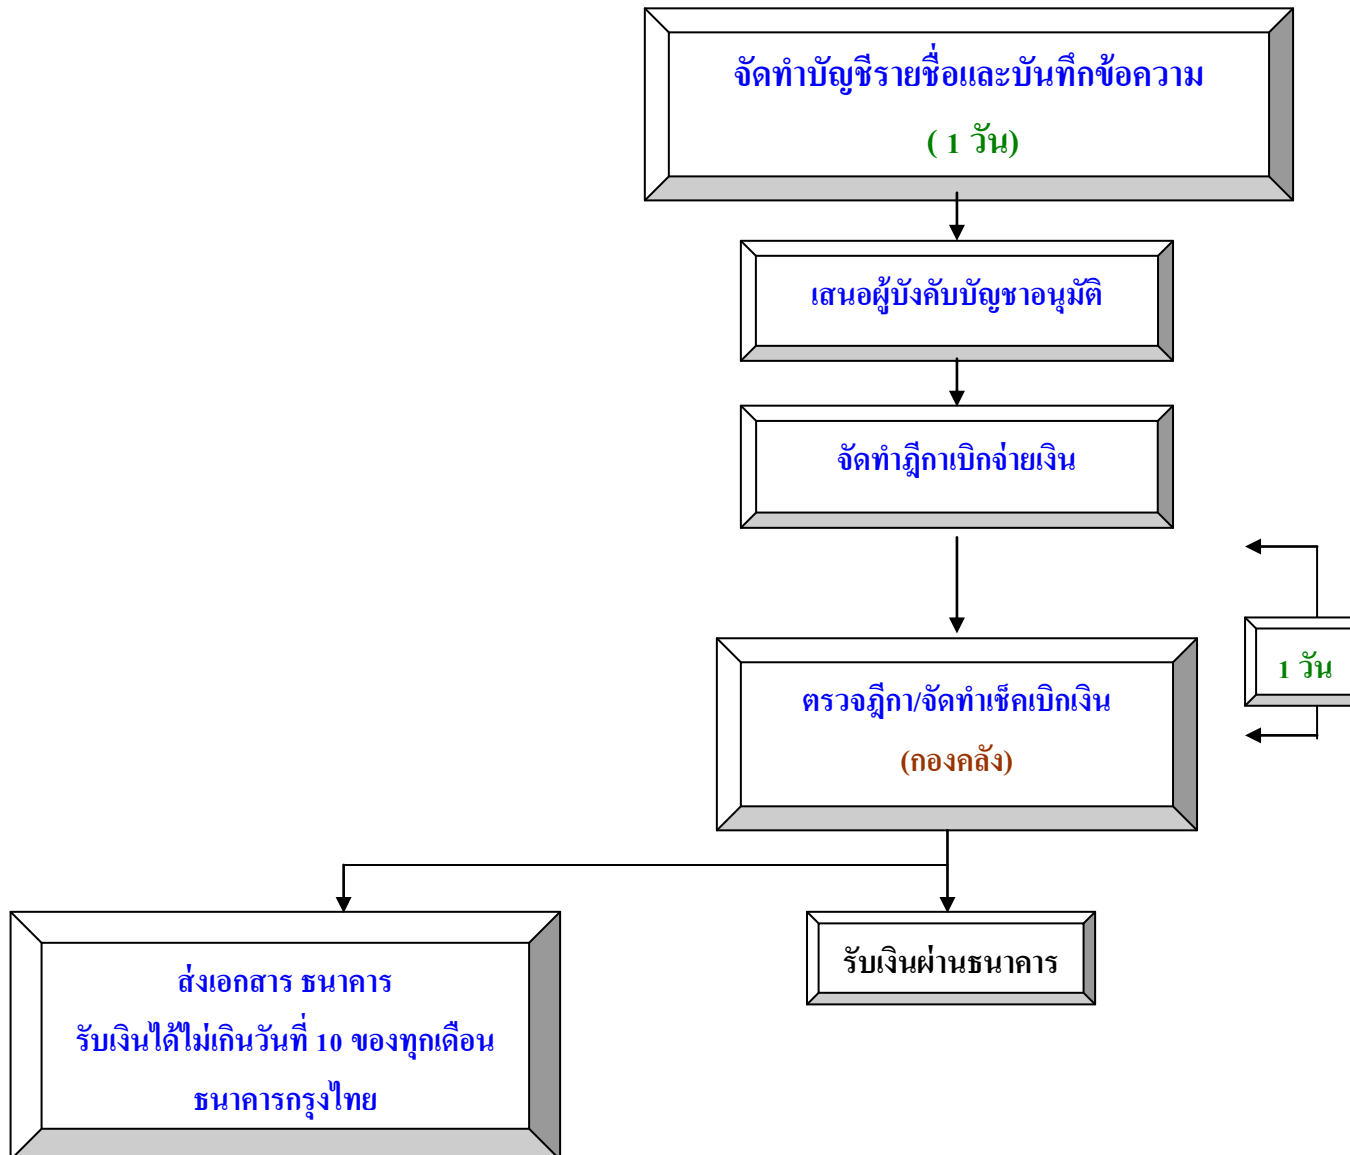 จัดทำบัญชีรายชื่อและบันทึกข้อความ
( 1 วัน)
เสนอผู้บังคับบัญชาอนุมัติ
จัดทำฎีกาเบิกจ่ายเงิน
1 วัน
ตรวจฎีกา/จัดทำเช็คเบิกเงิน
(กองคลัง)
ส่งเอกสาร ธนาคาร
รับเงินได้ไม่เกินวันที่ 10 ของทุกเดือน
ธนาคารกรุงไทย
รับเงินผ่านธนาคาร